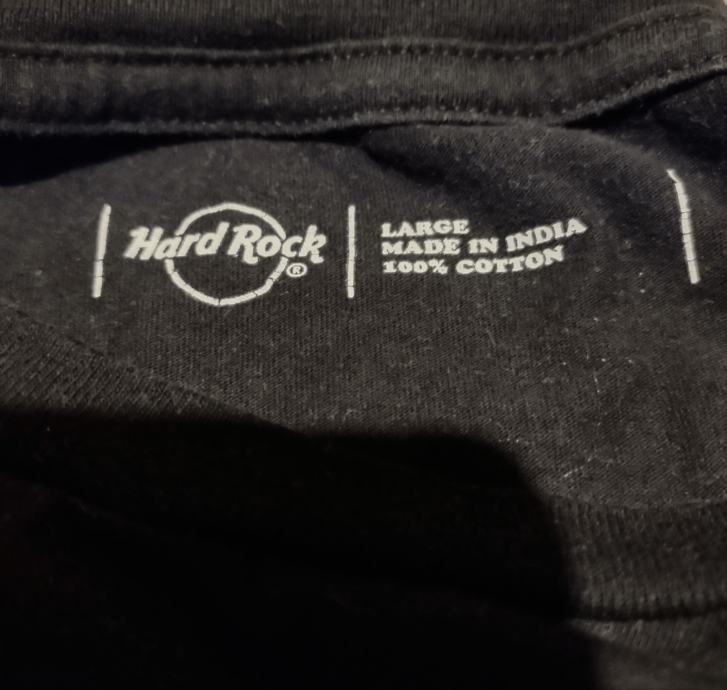 Hard Rock ®
LARGE
MADE IN INDIA
100% COTTON